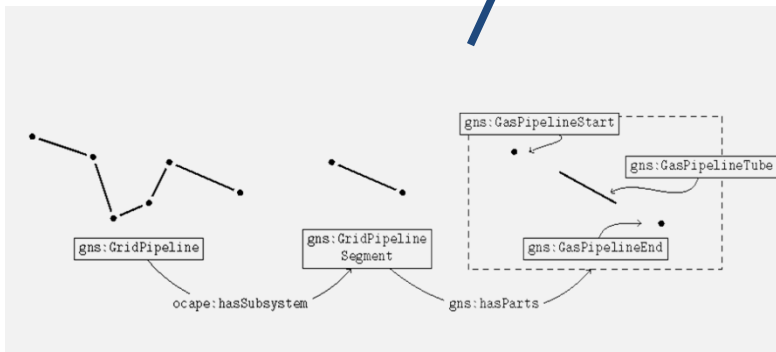 gns:GasPipelineStart
gns:GasPipelineTube
gns:GridPipeline
gns:GridPipeline
Segment
gns:GasPipelineEnd
ocape:hasSubsystem
gns:hasParts